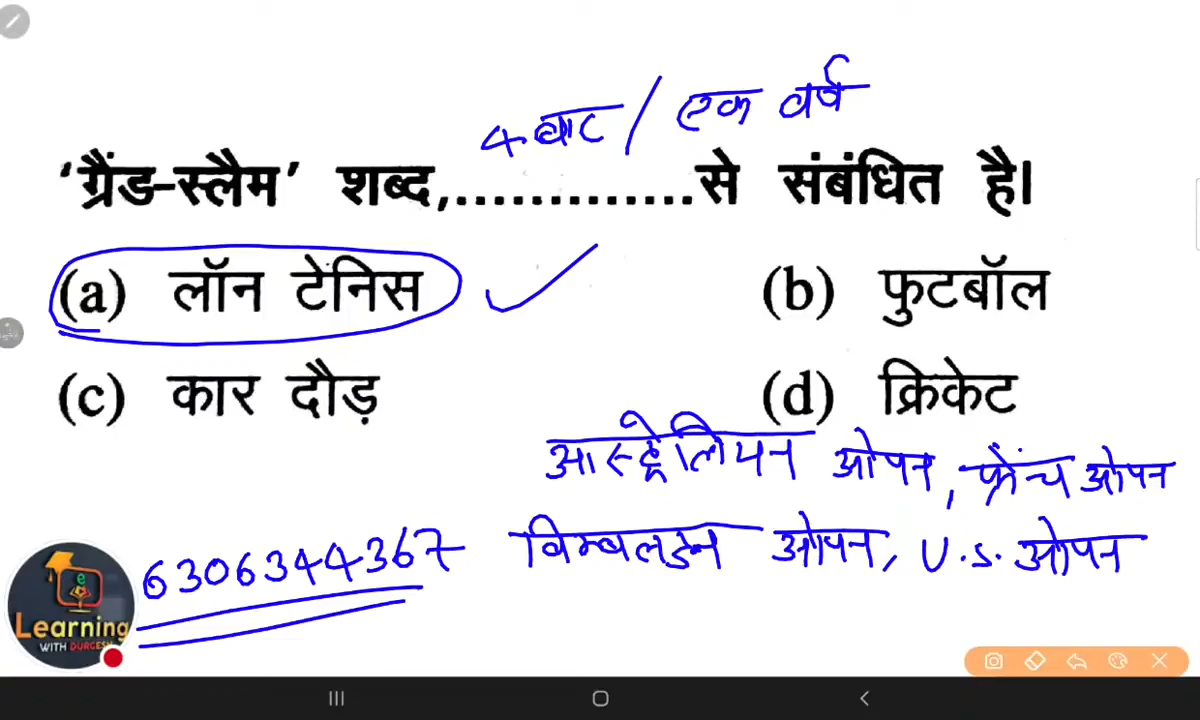 4 बार / एक वर्ष
'ग्रैंड-स्लैम' शब्द,.............से संबंधित है।
(a) लॉन टेनिस
(b) फुटबॉल
(c) कार दौड़
(d) क्रिकेट
आस्ट्रेलियन ओपन, फ्रेंच ओपन
विम्बलडन ओपन, U.S. ओपन
6306344367
e
Learning
WITH DURGESH